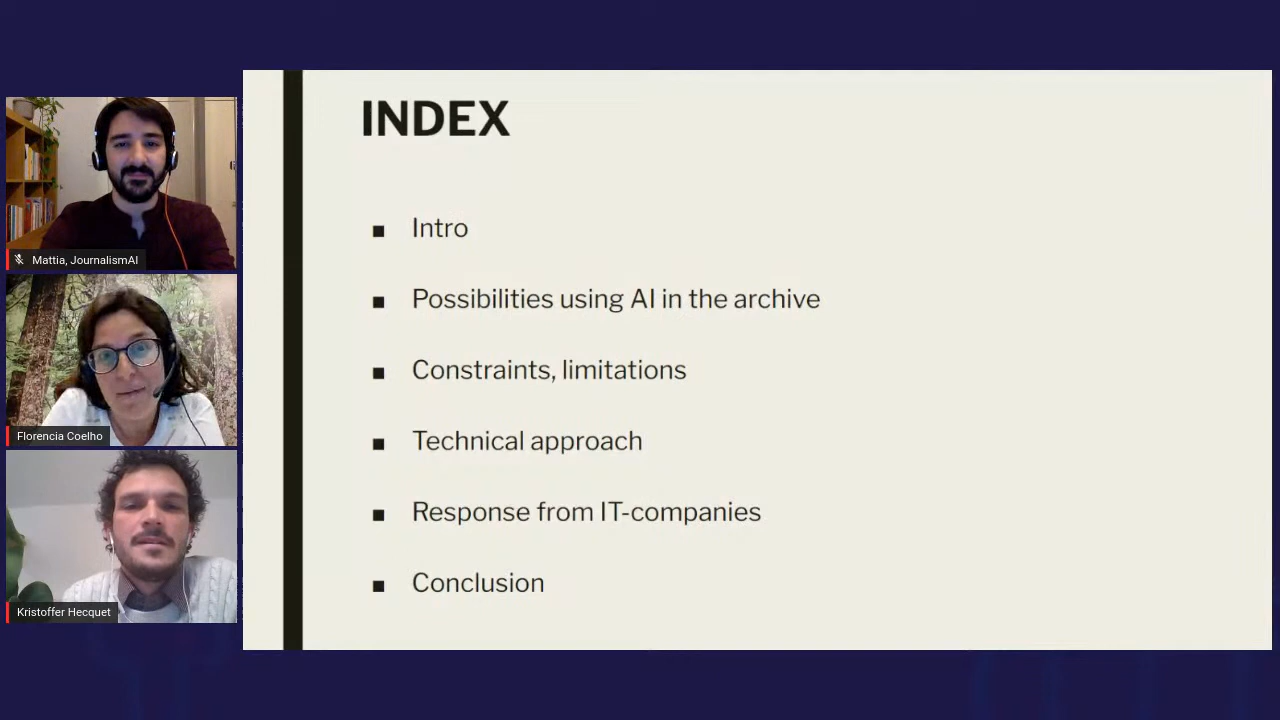 Mattia, JournalismAI
Florencia Coelho
Kristoffer Hecquet
INDEX
Intro
Possibilities using AI in the archive
Constraints, limitations
Technical approach
Response from IT-companies
Conclusion